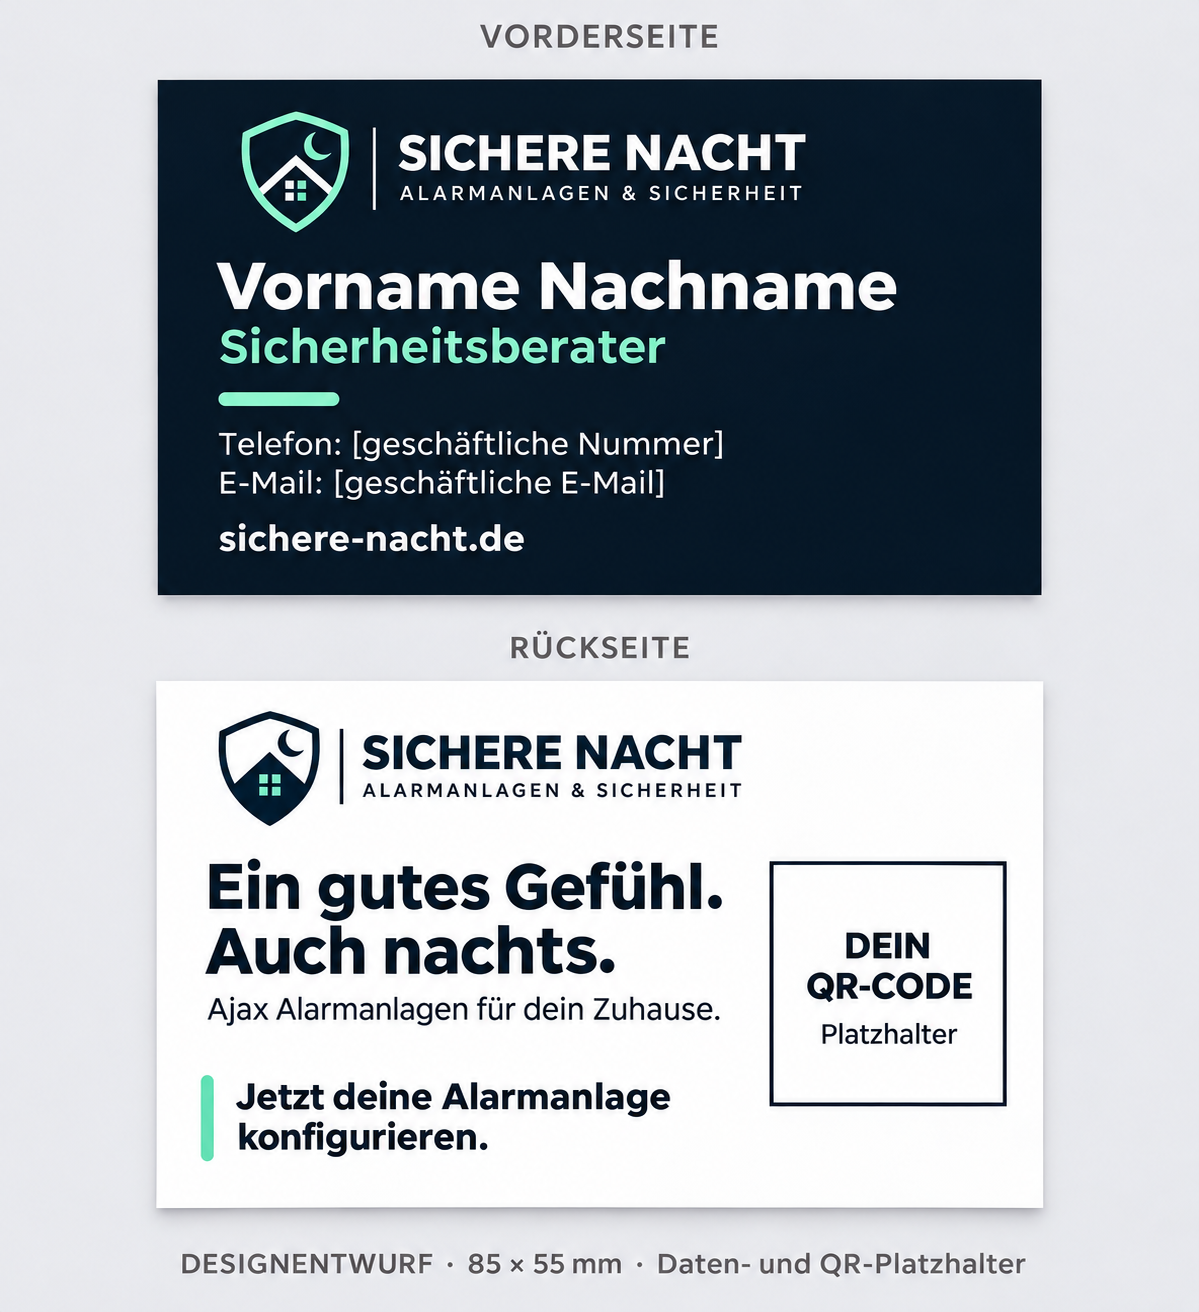 VORDERSEITE
SICHERE NACHT
ALARMANLAGEN & SICHERHEIT
Vorname Nachname
Sicherheitsberater
Telefon: [geschäftliche Nummer]
E-Mail: [geschäftliche E-Mail]
sichere-nacht.de
RÜCKSEITE
SICHERE NACHT
ALARMANLAGEN & SICHERHEIT
Ein gutes Gefühl.
Auch nachts.
Ajax Alarmanlagen für dein Zuhause.
DEIN
QR-CODE
Platzhalter
Jetzt deine Alarmanlage
konfigurieren.
DESIGNENTWURF · 85 × 55 mm · Daten- und QR-Platzhalter